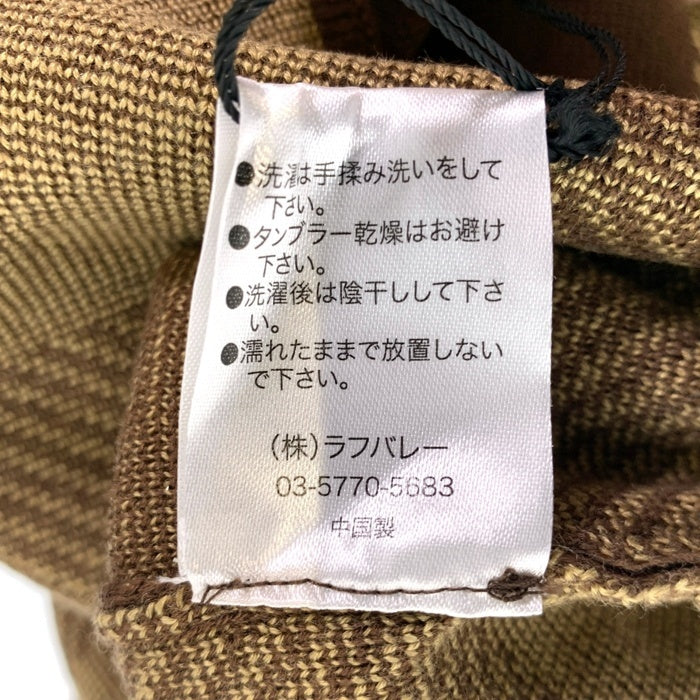 ●洗濯は手揉み洗いをして
下さい。
●タンブラー乾燥はお避け
下さい。
●洗濯後は陰干しして下さ
い。
●濡れたままで放置しない
で下さい。
（株）ラフバレー
03-5770-5683
中国製